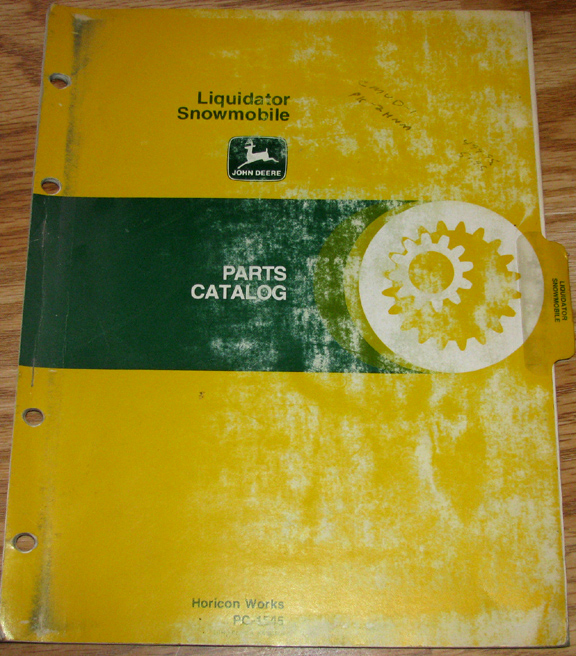 Liquidator
Snowmobile
JOHN DEERE
PARTS
CATALOG
LIQUIDATOR
SNOWMOBILE
Horicon Works